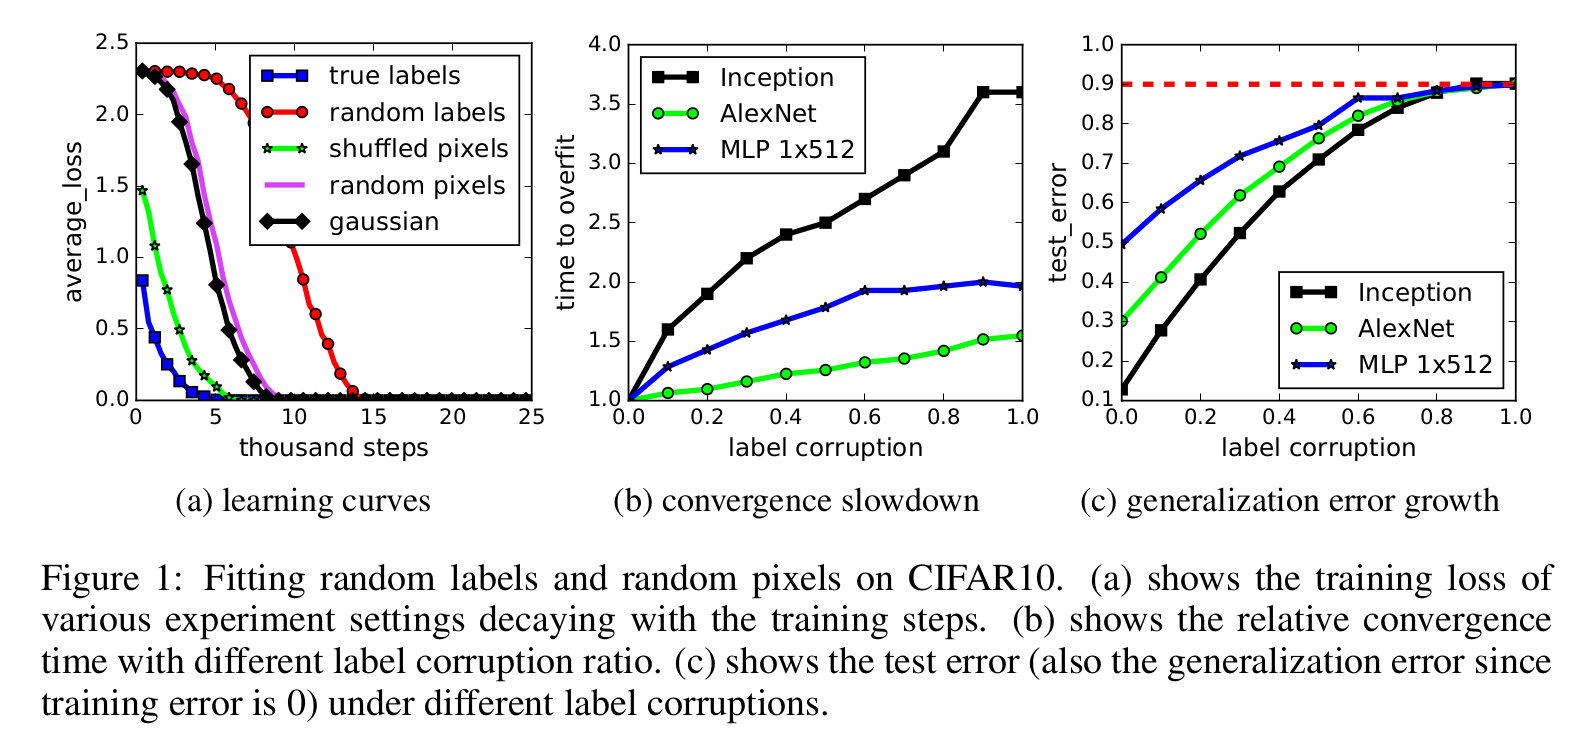 2.5
2.0
1.5
1.0
0.5
0.0
average_loss
0
5
10
15
20
25
thousand steps
true labels
random labels
shuffled pixels
random pixels
gaussian
(a) learning curves
4.0
3.5
3.0
2.5
2.0
1.5
1.0
time to overfit
0.0
0.2
0.4
0.6
0.8
1.0
label corruption
Inception
AlexNet
MLP 1x512
(b) convergence slowdown
1.0
0.9
0.8
0.7
0.6
0.5
0.4
0.3
0.2
0.1
test_error
0.0
0.2
0.4
0.6
0.8
1.0
label corruption
Inception
AlexNet
MLP 1x512
(c) generalization error growth
Figure 1: Fitting random labels and random pixels on CIFAR10. (a) shows the training loss of
various experiment settings decaying with the training steps. (b) shows the relative convergence
time with different label corruption ratio. (c) shows the test error (also the generalization error since
training error is 0) under different label corruptions.